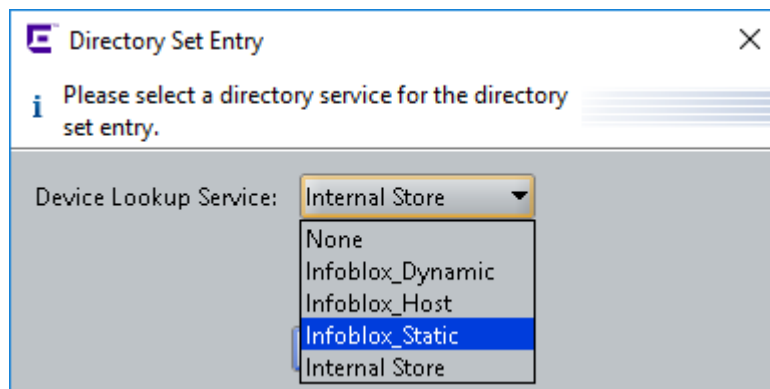 Directory Set Entry
Please select a directory service for the directory
set entry.
Device Lookup Service: Internal Store
None
Infoblox_Dynamic
Infoblox_Host
Infoblox_Static
Internal Store